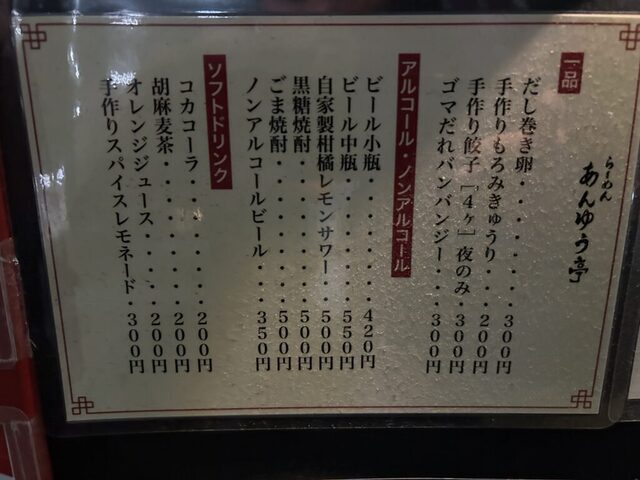 らーめん
あんゆう亭
一品
だし巻き卵・・・・・・・・300円
手作りもろみきゅうり・・・200円
手作り餃子[4ヶ]夜のみ・・300円
ゴマだれバンバンジー・・・300円
アルコール・ノンアルコール
ビール小瓶・・・・・・・・420円
ビール中瓶・・・・・・・・550円
自家製柑橘レモンサワー・・500円
黒糖焼酎・・・・・・・・・500円
ごま焼酎・・・・・・・・・500円
ノンアルコールビール・・・350円
ソフトドリンク
コカコーラ・・・・・・・・200円
胡麻麦茶・・・・・・・・・200円
オレンジジュース・・・・・200円
手作りスパイスレモネード・300円